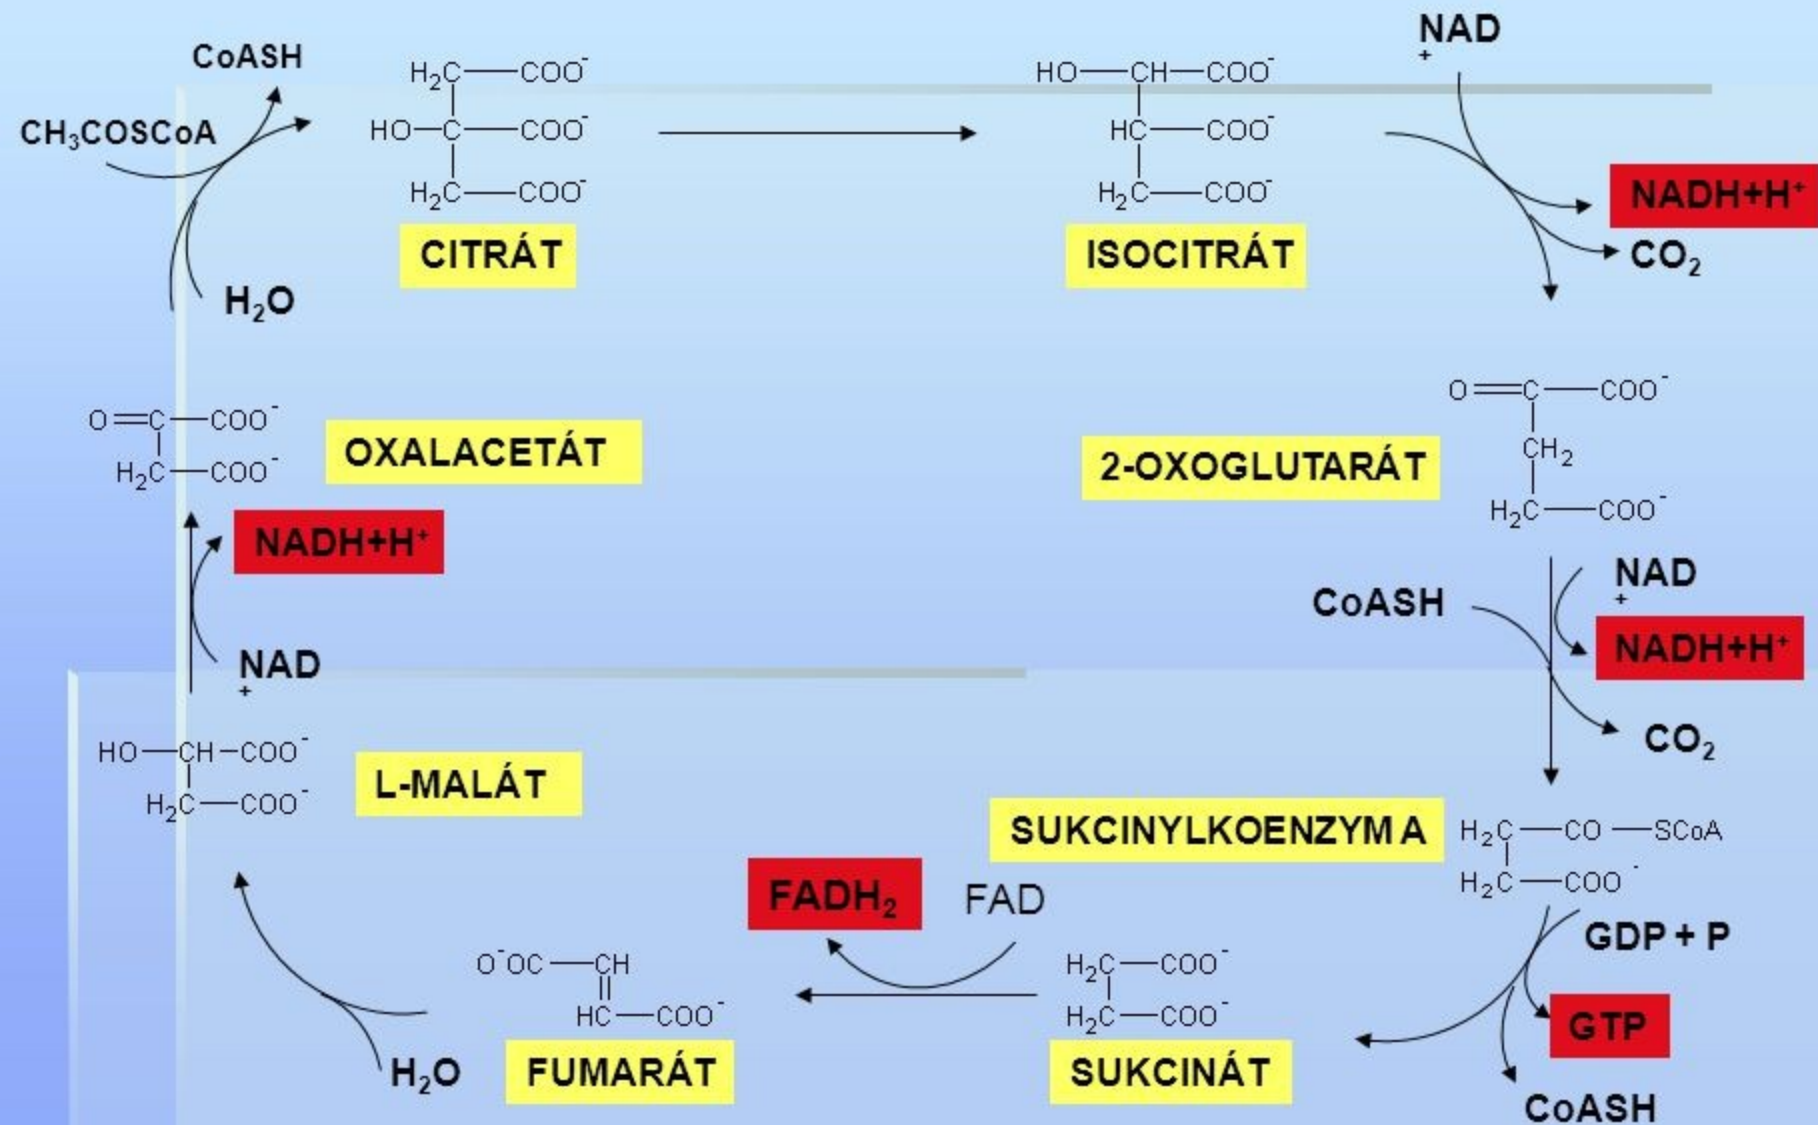 CoASH
CH₃COSCoA
H₂C—COO⁻
HO—C—COO⁻
H₂C—COO⁻
CITRÁT
H₂O
HO—CH—COO⁻
HC—COO⁻
H₂C—COO⁻
ISOCITRÁT
NAD
+
NADH+H⁺
CO₂
O=C—COO⁻
CH₂
H₂C—COO⁻
2-OXOGLUTARÁT
CoASH
NAD
+
NADH+H⁺
CO₂
SUKCINYLKOENZYM A
H₂C—CO—SCoA
H₂C—COO⁻
GDP + P
GTP
CoASH
H₂C—COO⁻
H₂C—COO⁻
SUKCINÁT
FAD
FADH₂
O⁻OC—CH
HC—COO⁻
FUMARÁT
H₂O
HO—CH—COO⁻
H₂C—COO⁻
L-MALÁT
NAD
+
NADH+H⁺
O=C—COO⁻
H₂C—COO⁻
OXALACETÁT